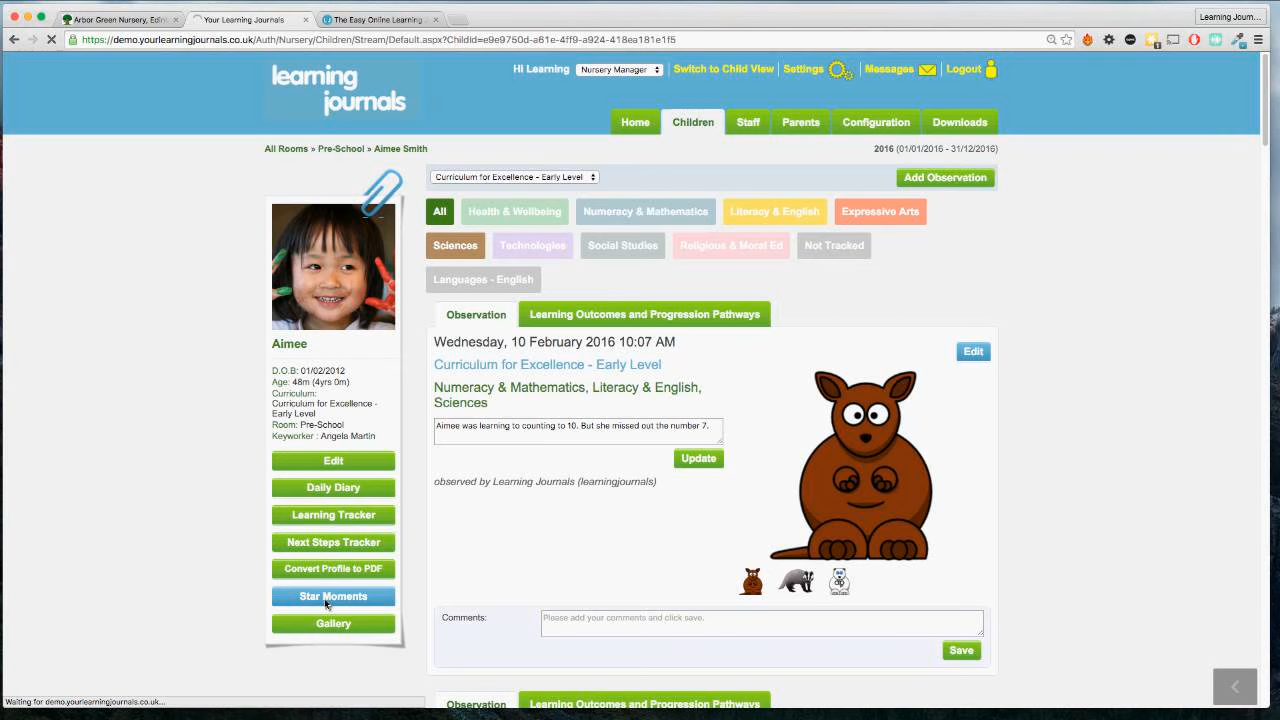 Arbor Green Nursery, Edin
Your Learning Journals
The Easy Online Learning J
Learning Journ...
https://demo.yourlearningjournals.co.uk/Auth/Nursery/Children/Stream/Default.aspx?ChildId=e9e9750d-a61e-4ff9-a924-418ea181e1f5
learning
journals
Hi Learning Nursery Manager Switch to Child View Settings Messages Logout
Home Children Staff Parents Configuration Downloads
All Rooms » Pre-School » Aimee Smith
2016 (01/01/2016 - 31/12/2016)
Curriculum for Excellence - Early Level
Add Observation
All Health & Wellbeing Numeracy & Mathematics Literacy & English Expressive Arts
Sciences Technologies Social Studies Religious & Moral Ed Not Tracked
Languages - English
Aimee
D.O.B: 01/02/2012
Age: 48m (4yrs 0m)
Curriculum:
Curriculum for Excellence -
Early Level
Room: Pre-School
Keyworker : Angela Martin
Edit
Daily Diary
Learning Tracker
Next Steps Tracker
Convert Profile to PDF
Star Moments
Gallery
Observation Learning Outcomes and Progression Pathways
Wednesday, 10 February 2016 10:07 AM
Edit
Curriculum for Excellence - Early Level
Numeracy & Mathematics, Literacy & English,
Sciences
Aimee was learning to counting to 10. But she missed out the number 7.
Update
observed by Learning Journals (learningjournals)
Comments: Please add your comments and click save.
Save
Observation Learning Outcomes and Progression Pathways
Waiting for demo.yourlearningjournals.co.uk...